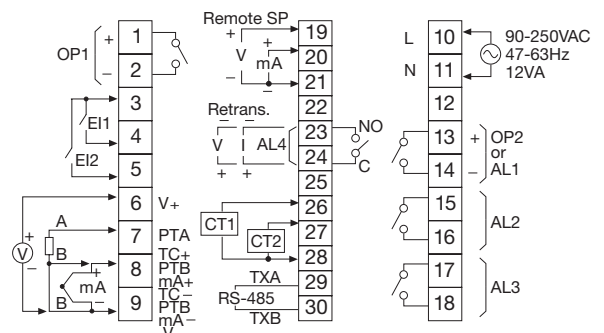 OP1
+
−
1
2
3
4
5
6
7
8
9
EI1
EI2
V+
PTA
TC+
PTB
mA+
TC−
PTB
mA−
V
+
V
−
A
B
B
+
mA
−
Remote SP
+
V
−
+
mA
−
19
20
21
22
23
24
25
26
27
28
29
30
Retrans.
−
V
+
−
I
+
AL4
NO
C
CT1
CT2
TXA
RS-485
TXB
L
N
10
11
12
13
14
15
16
17
18
90-250VAC
47-63Hz
12VA
+
−
OP2
or
AL1
AL2
AL3